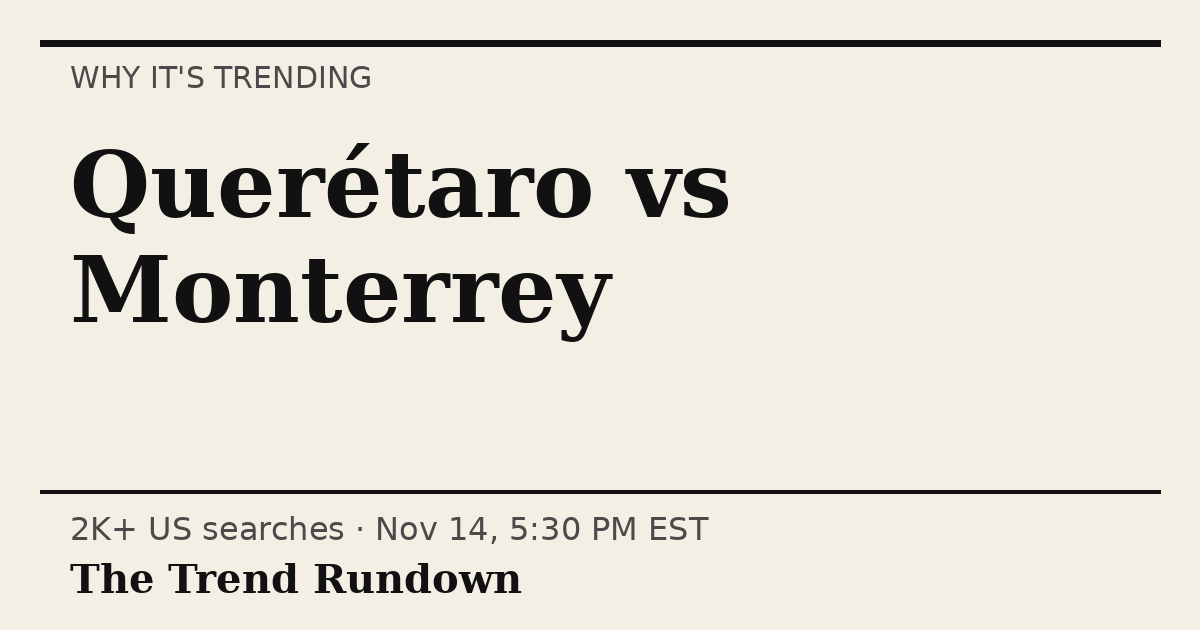 WHY IT'S TRENDING
Querétaro vs
Monterrey
2K+ US searches · Nov 14, 5:30 PM EST
The Trend Rundown